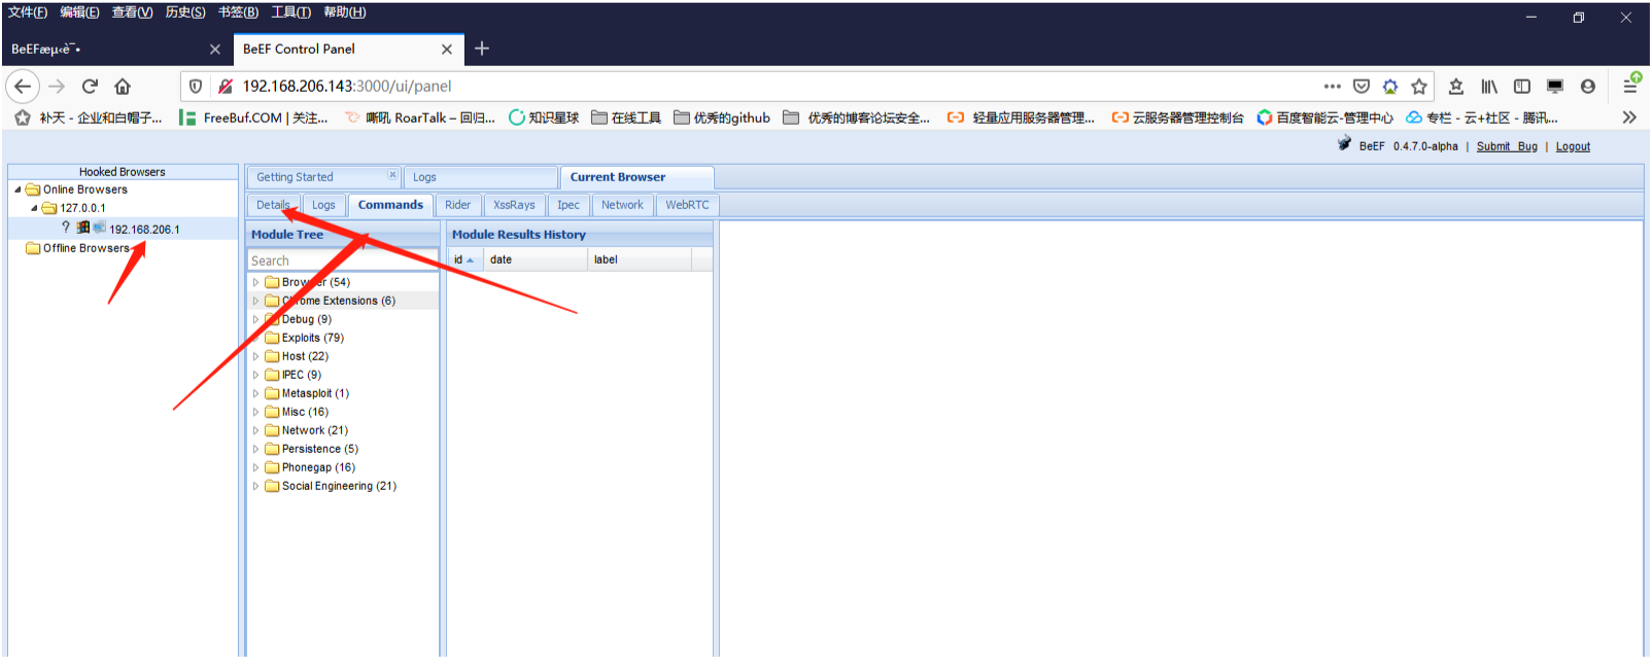 文件(F) 编辑(E) 查看(V) 历史(S) 书签(B) 工具(T) 帮助(H)
BeEFæµ‹è¯•
BeEF Control Panel
192.168.206.143:3000/ui/panel
补天 - 企业和白帽子...
FreeBuf.COM | 关注...
嘶吼 RoarTalk – 回归...
知识星球
在线工具
优秀的github
优秀的博客论坛安全...
轻量应用服务器管理...
云服务器管理控制台
百度智能云-管理中心
专栏 - 云+社区 - 腾讯...
BeEF 0.4.7.0-alpha | Submit Bug | Logout
Hooked Browsers
Online Browsers
127.0.0.1
? 192.168.206.1
Offline Browsers
Getting Started
Logs
Current Browser
Details
Logs
Commands
Rider
XssRays
Ipec
Network
WebRTC
Module Tree
Search
Browser (54)
Chrome Extensions (6)
Debug (9)
Exploits (79)
Host (22)
IPEC (9)
Metasploit (1)
Misc (16)
Network (21)
Persistence (5)
Phonegap (16)
Social Engineering (21)
Module Results History
id date label